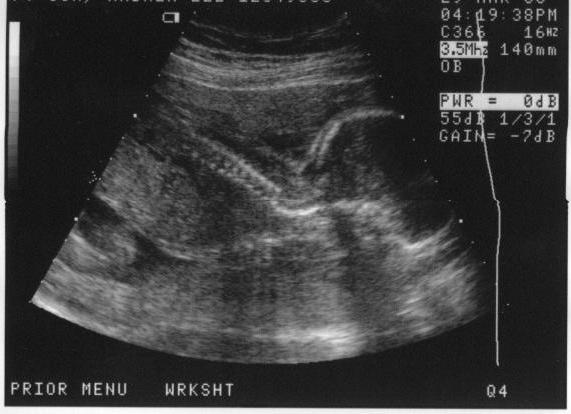 04:19:38PM
C366 16Hz
3.5Mhz 140mm
OB
PWR = 0dB
55dB 1/3/1
GAIN= -7dB
PRIOR MENU WRKSHT
Q4